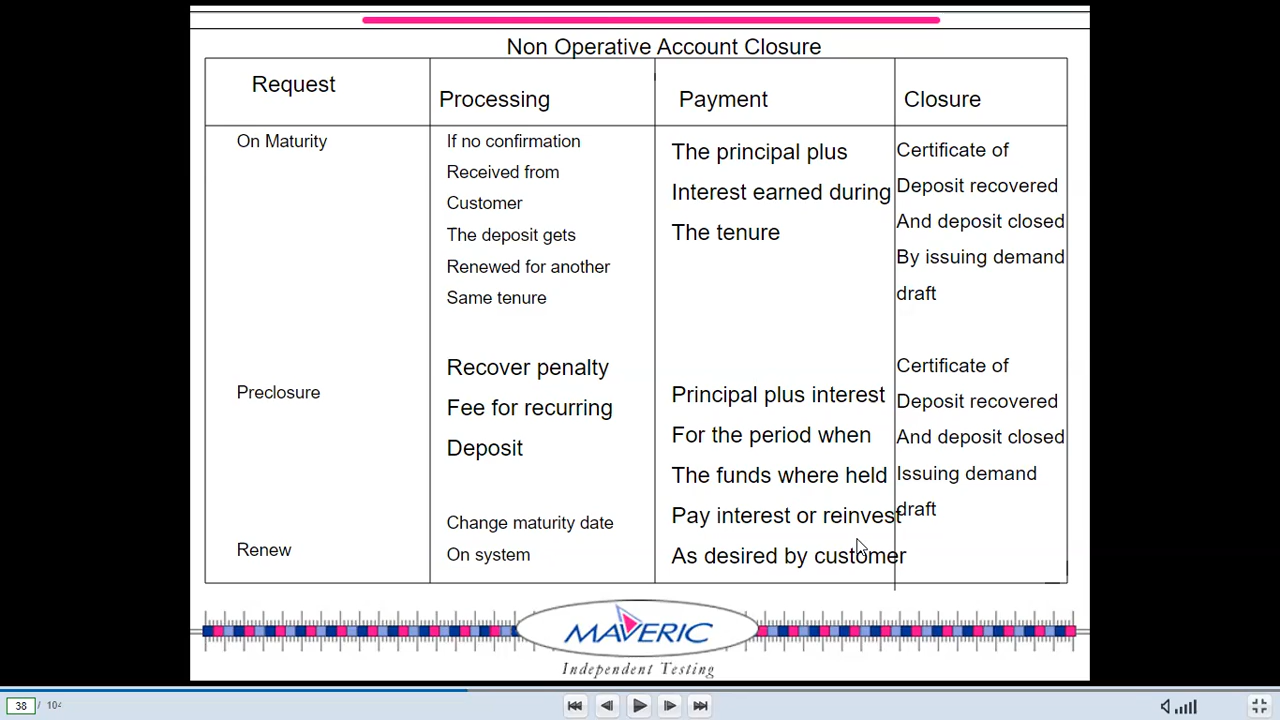 Non Operative Account Closure
Request
Processing
Payment
Closure
On Maturity
If no confirmation
Received from
Customer
The deposit gets
Renewed for another
Same tenure
The principal plus
Interest earned during
The tenure
Certificate of
Deposit recovered
And deposit closed
By issuing demand
draft
Preclosure
Recover penalty
Fee for recurring
Deposit
Principal plus interest
For the period when
The funds where held
Certificate of
Deposit recovered
And deposit closed
Issuing demand
draft
Renew
Change maturity date
On system
Pay interest or reinvest
As desired by customer
MAVERIC
Independent Testing
38 / 104